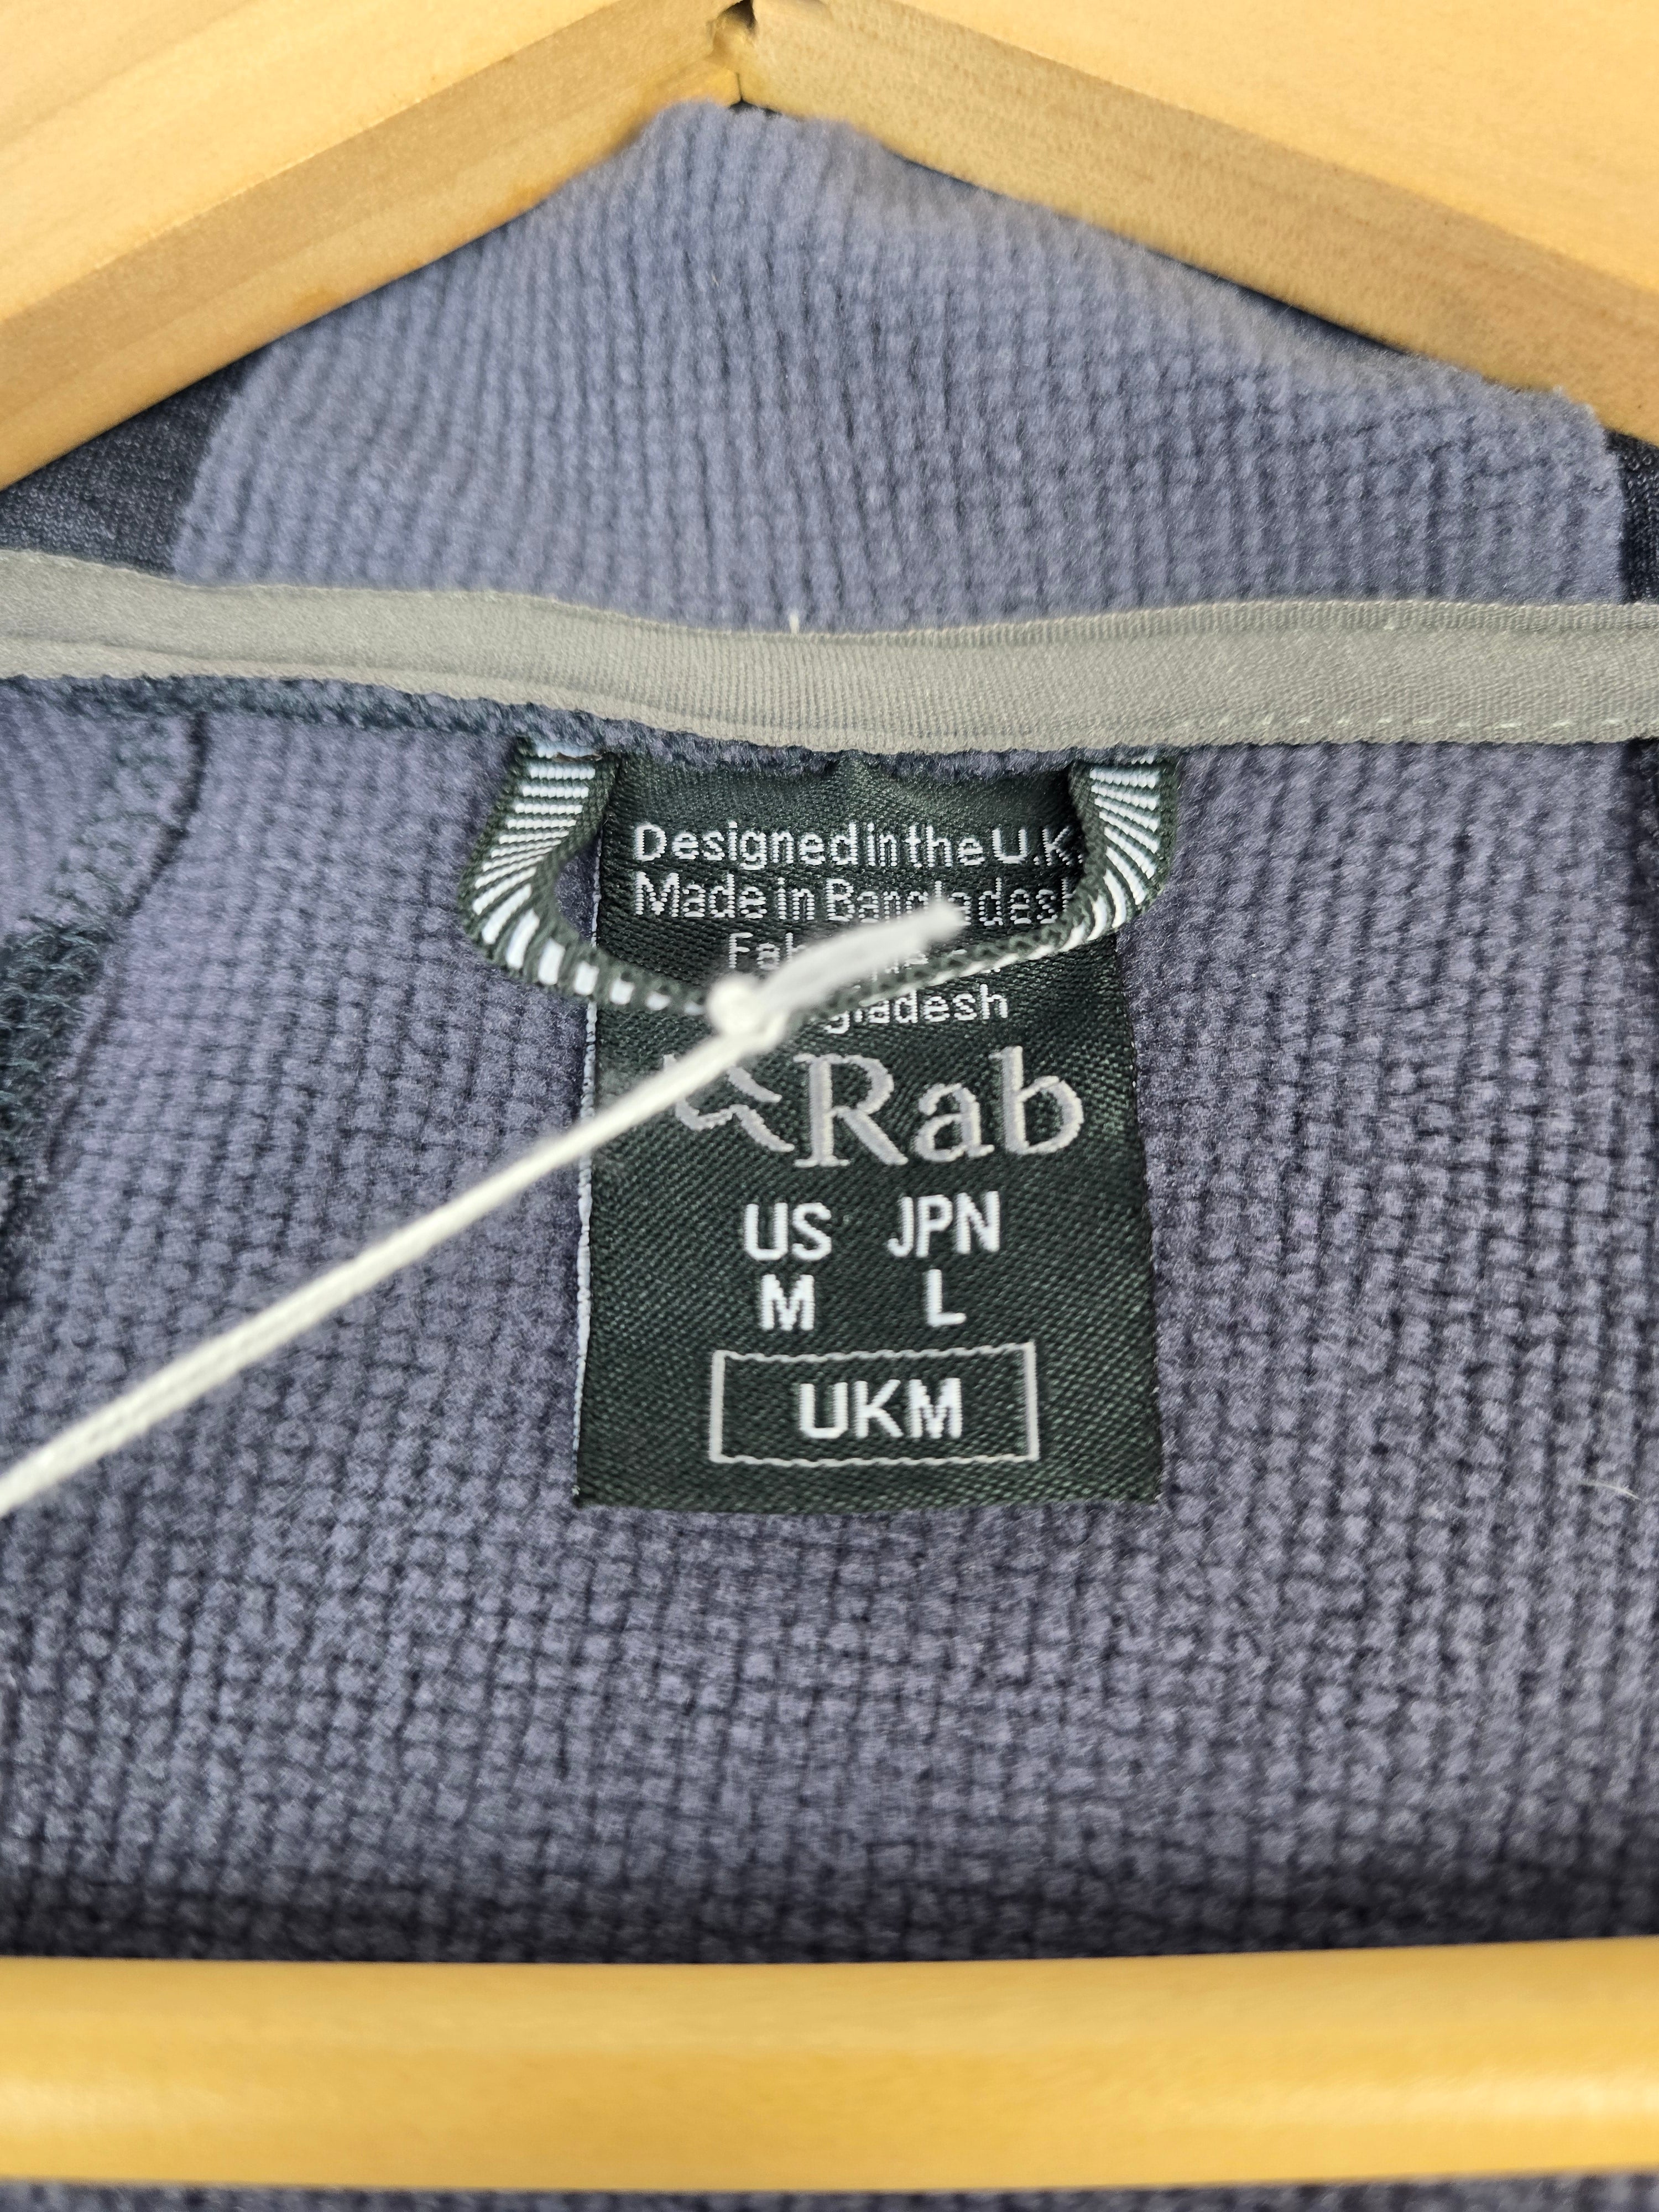 Designed in the U.K.
Made in Bangladesh
Rab
US JPN
M L
UKM